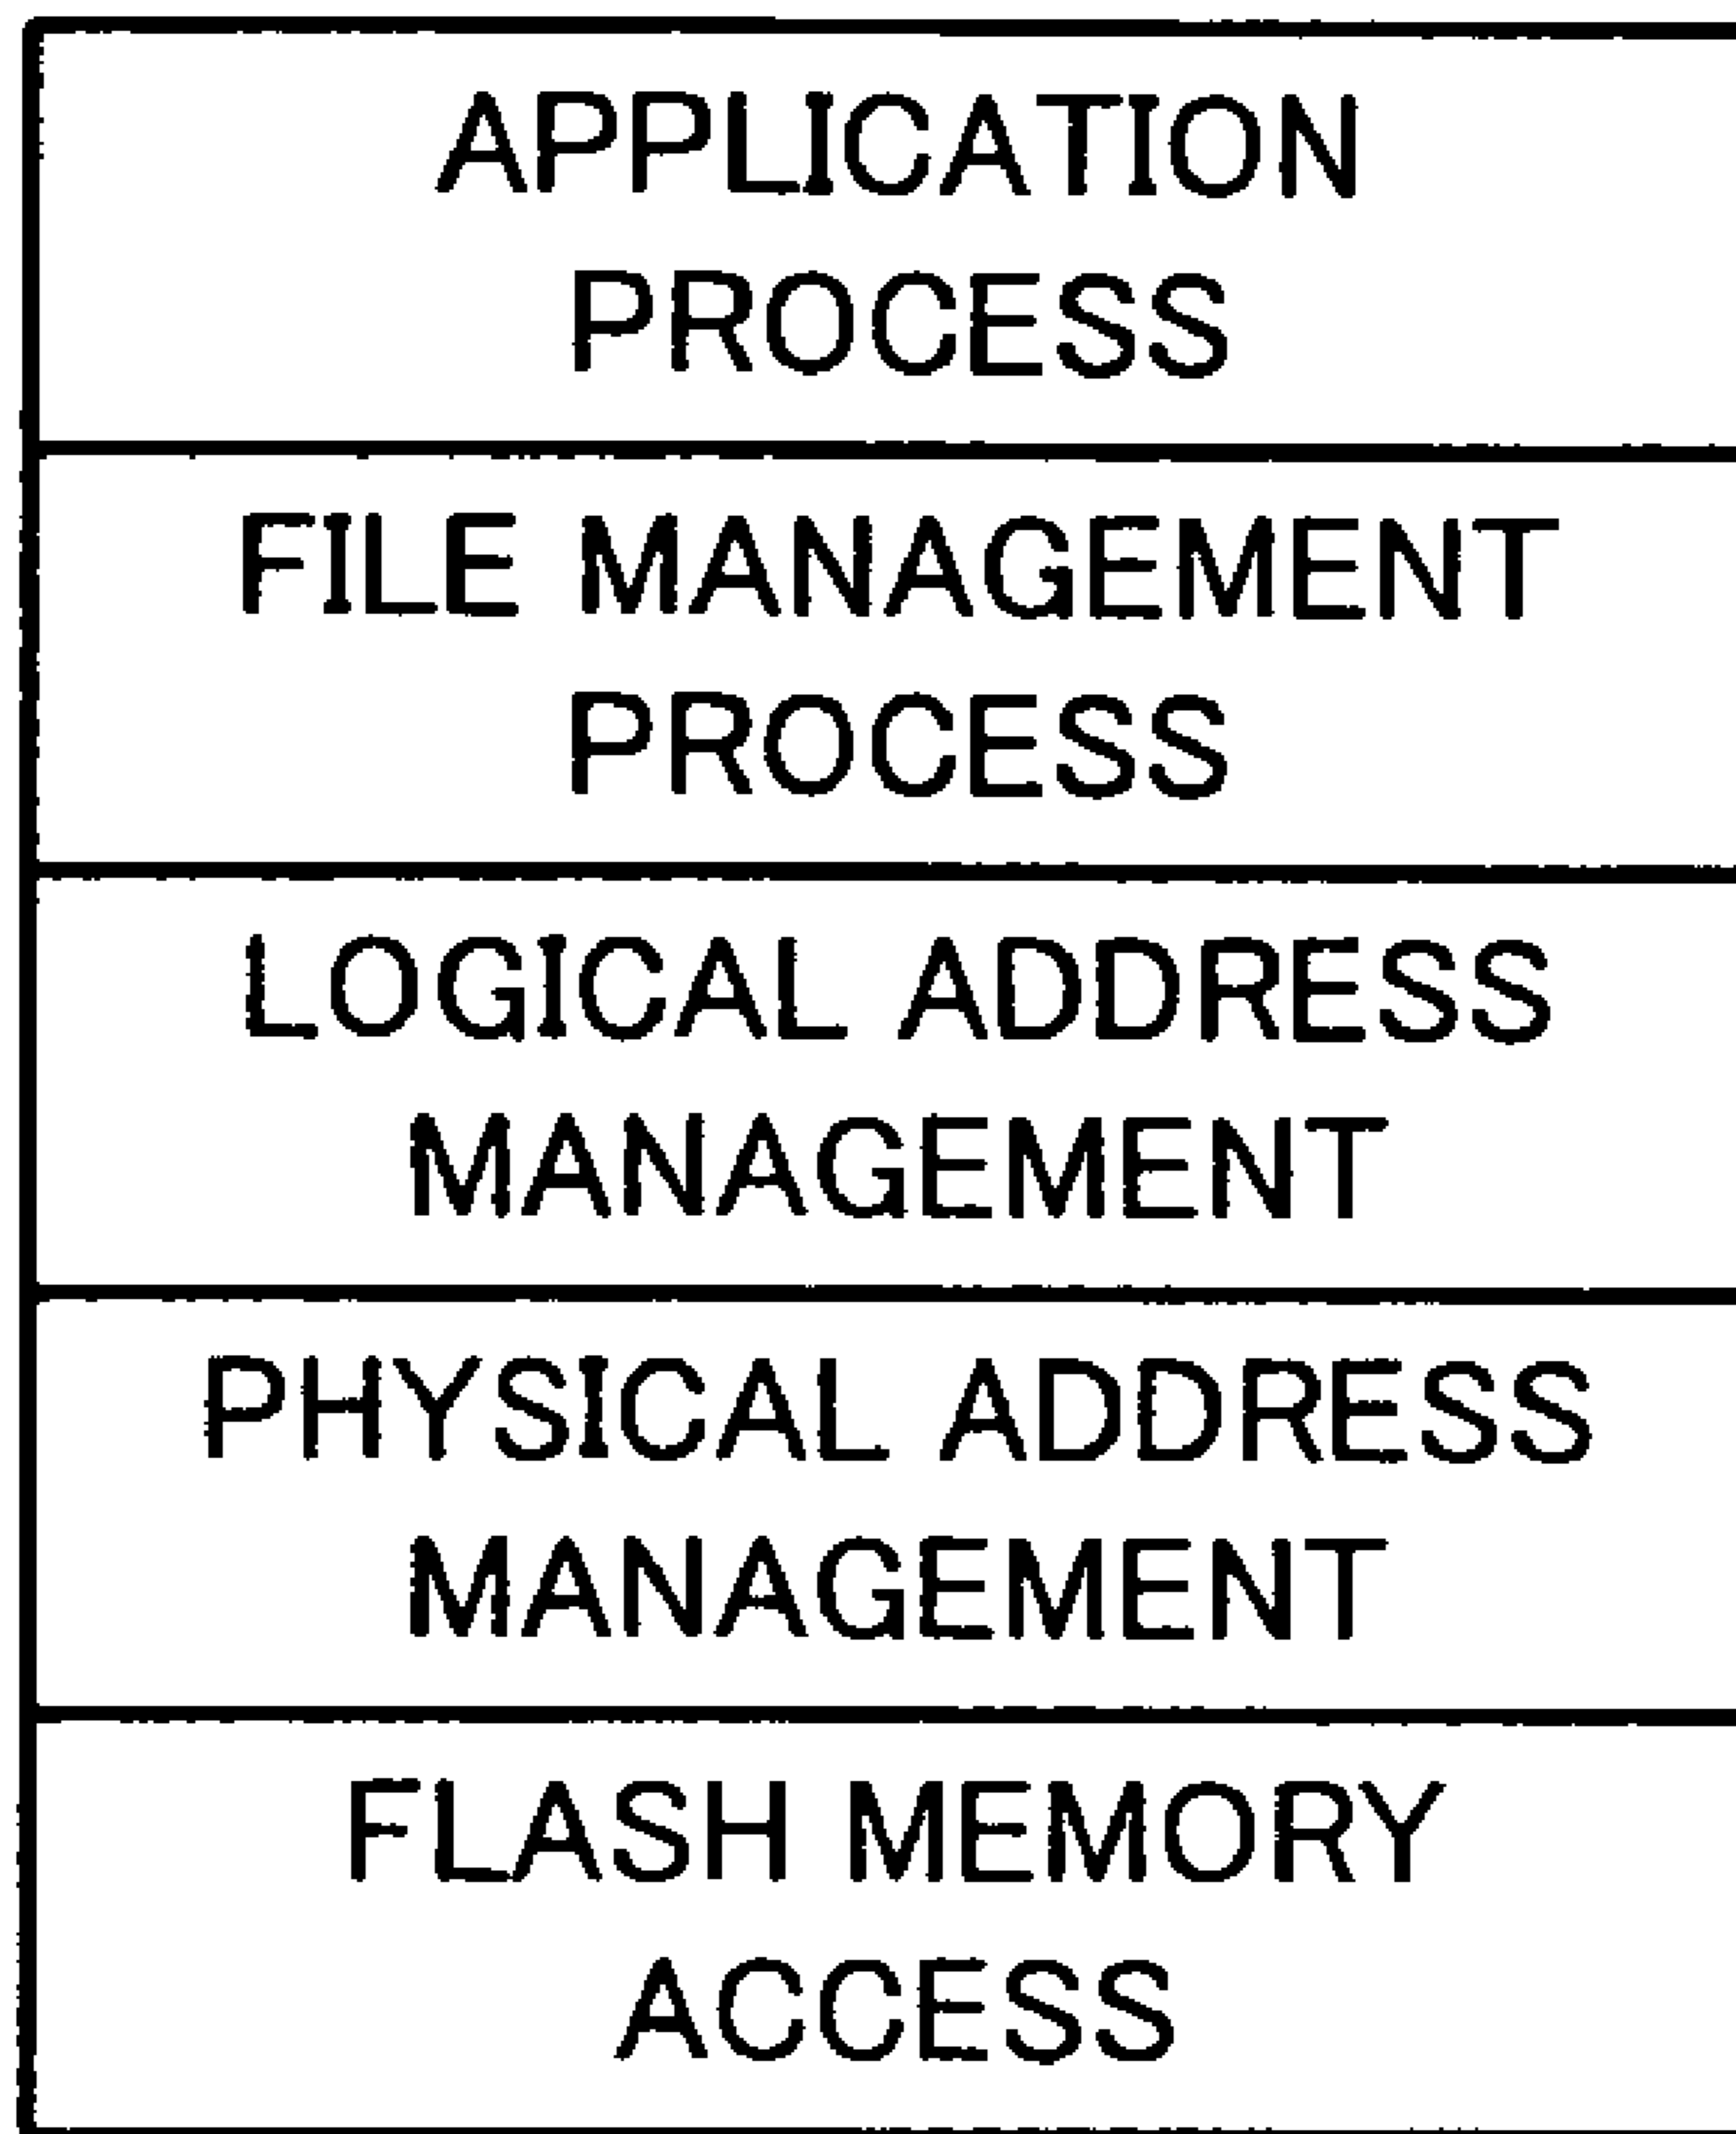 APPLICATION
PROCESS
FILE MANAGEMENT
PROCESS
LOGICAL ADDRESS
MANAGEMENT
PHYSICAL ADDRESS
MANAGEMENT
FLASH MEMORY
ACCESS